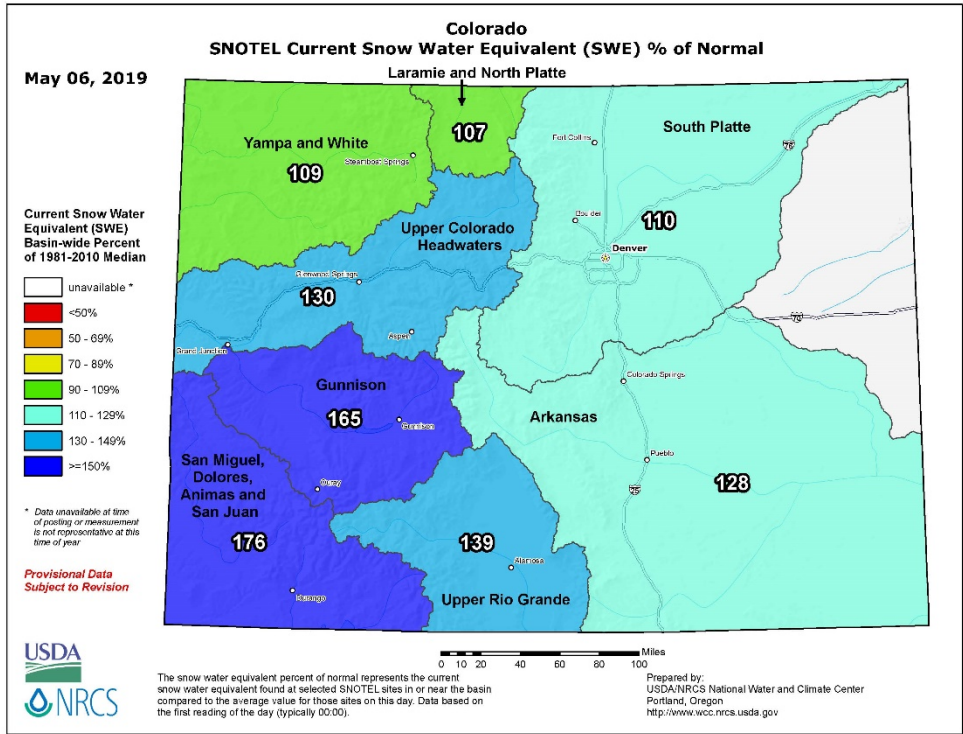 Colorado
SNOTEL Current Snow Water Equivalent (SWE) % of Normal
May 06, 2019
Laramie and North Platte
107
Yampa and White
Steamboat Springs
109
South Platte
Fort Collins
76
Boulder
110
Denver
Upper Colorado
Headwaters
Glenwood Springs
130
Aspen
Grand Junction
70
Current Snow Water
Equivalent (SWE)
Basin-wide Percent
of 1981-2010 Median
unavailable *
<50%
50 - 69%
70 - 89%
90 - 109%
110 - 129%
130 - 149%
>=150%
Gunnison
165
Gunnison
Ouray
Colorado Springs
Arkansas
Pueblo
128
25
San Miguel,
Dolores,
Animas and
San Juan
176
Durango
139
Alamosa
Upper Rio Grande
* Data unavailable at time
of posting or measurement
is not representative at this
time of year
Provisional Data
Subject to Revision
USDA
NRCS
Miles
0 10 20 40 60 80 100
The snow water equivalent percent of normal represents the current
snow water equivalent found at selected SNOTEL sites in or near the basin
compared to the average value for those sites on this day. Data based on
the first reading of the day (typically 00:00).
Prepared by:
USDA/NRCS National Water and Climate Center
Portland, Oregon
http://www.wcc.nrcs.usda.gov